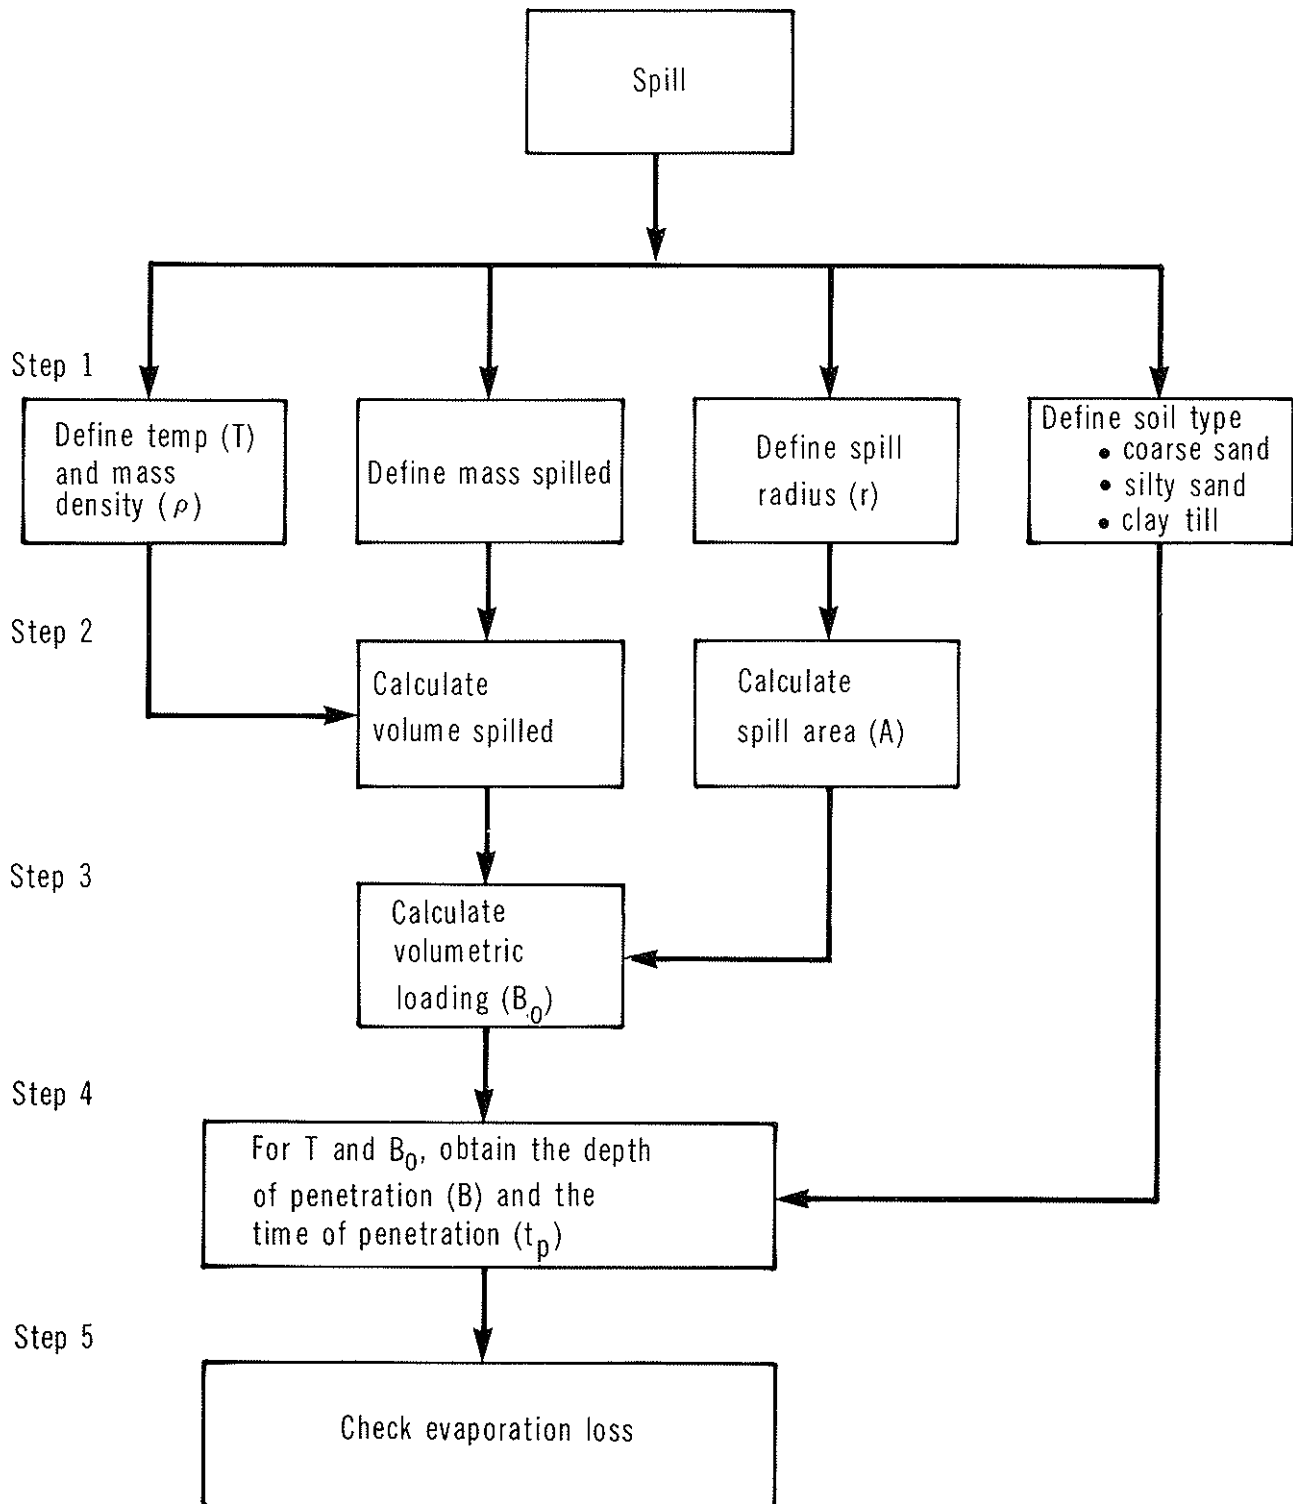 Spill
Step 1
Define temp (T)
and mass
density (ρ)
Define mass spilled
Define spill
radius (r)
Define soil type
• coarse sand
• silty sand
• clay till
Step 2
Calculate
volume spilled
Calculate
spill area (A)
Step 3
Calculate
volumetric
loading (B₀)
Step 4
For T and B₀, obtain the depth
of penetration (B) and the
time of penetration (tₚ)
Step 5
Check evaporation loss